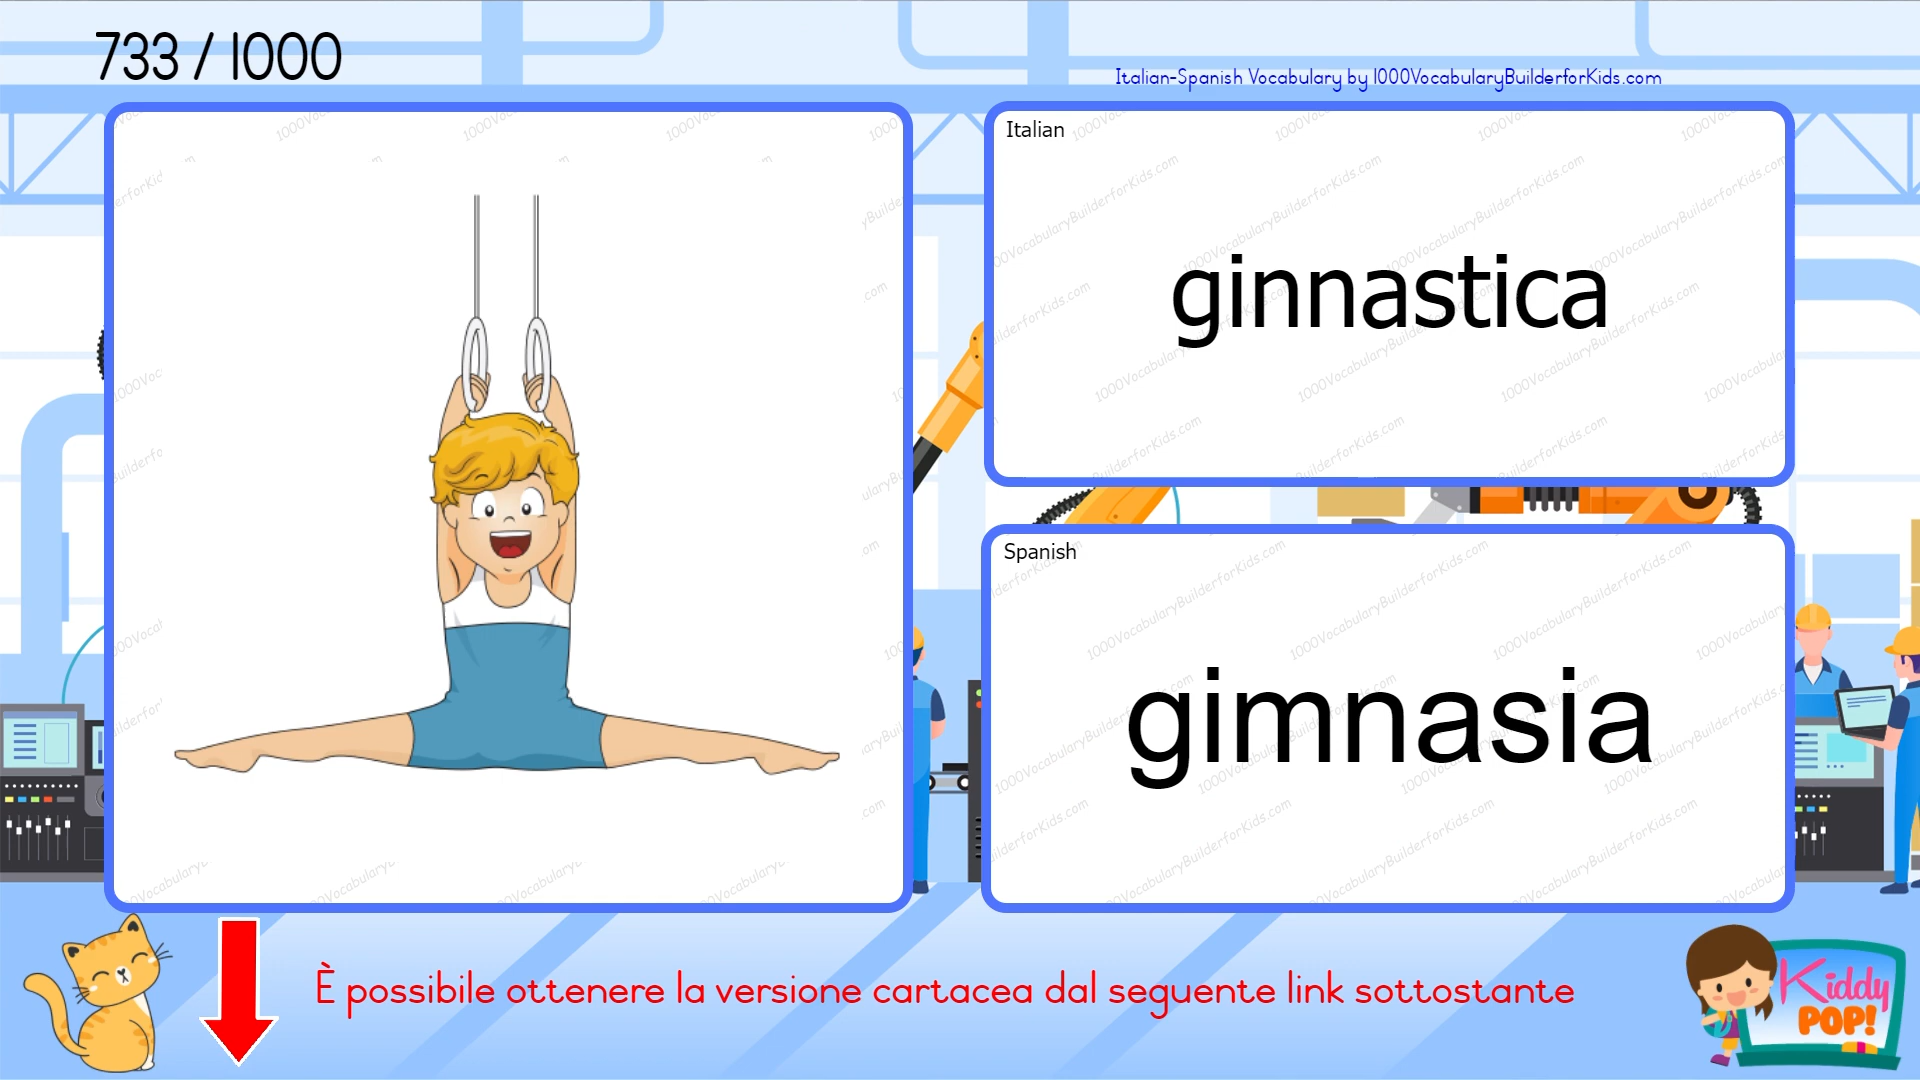 733 / 1000
Italian-Spanish Vocabulary by 1000VocabularyBuilderforKids.com
Italian
ginnastica
Spanish
gimnasia
È possibile ottenere la versione cartacea dal seguente link sottostante
Kiddy
POP!